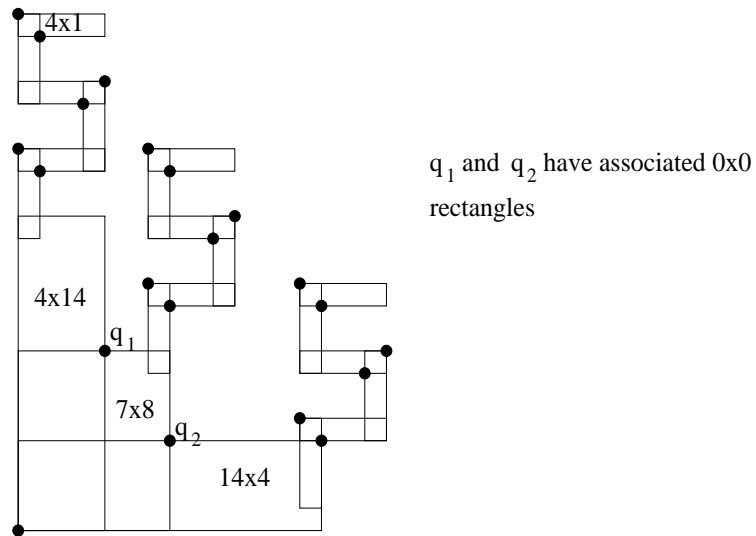 4x1
q1 and q2 have associated 0x0
rectangles
4x14
q1
7x8
q2
14x4